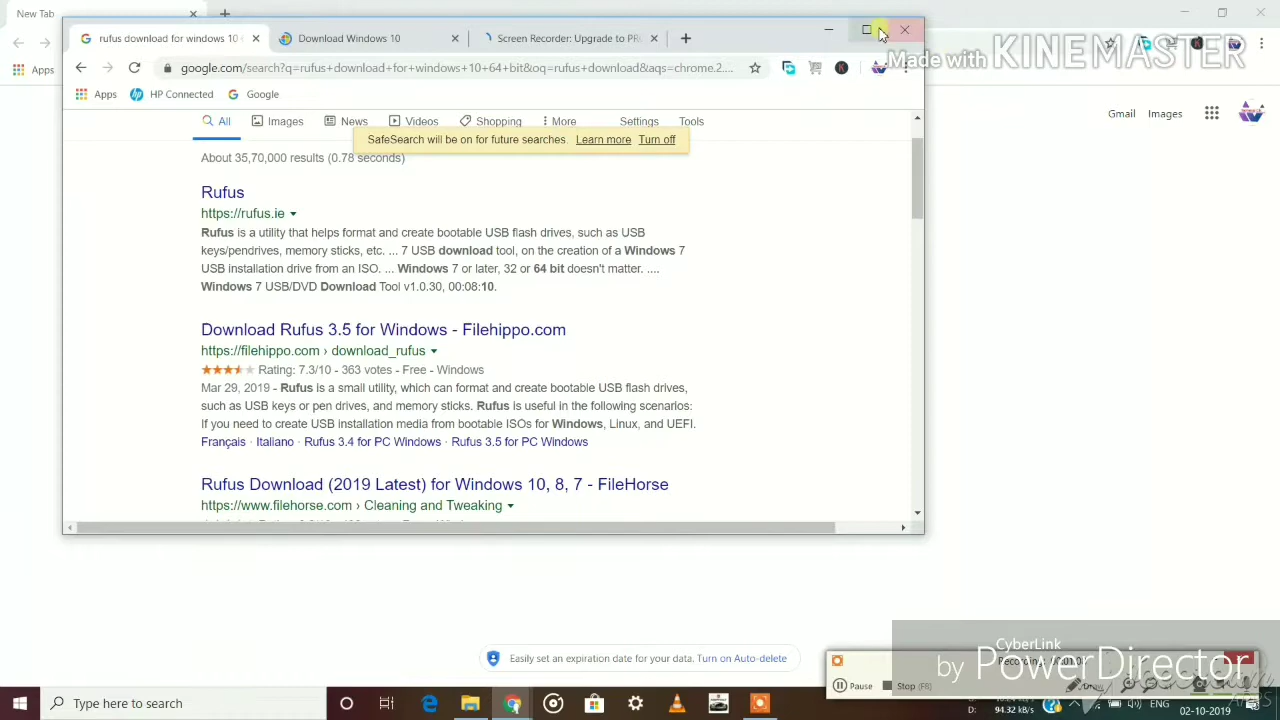 New Tab
rufus download for windows 10
Download Windows 10
Screen Recorder: Upgrade to PR
google.com/search?q=rufus+download+for+windows+10+64+bit&oq=rufus+download&aqs=chrome.2....
Made with KINEMASTER
Apps
Apps
HP Connected
Google
Gmail
Images
All
Images
News
Videos
Shopping
More
Settings
Tools
SafeSearch will be on for future searches. Learn more Turn off
About 35,70,000 results (0.78 seconds)
Rufus
https://rufus.ie
Rufus is a utility that helps format and create bootable USB flash drives, such as USB
keys/pendrives, memory sticks, etc. ... 7 USB download tool, on the creation of a Windows 7
USB installation drive from an ISO. ... Windows 7 or later, 32 or 64 bit doesn't matter. ....
Windows 7 USB/DVD Download Tool v1.0.30, 00:08:10.
Download Rufus 3.5 for Windows - Filehippo.com
https://filehippo.com › download_rufus
Rating: 7.3/10 - 363 votes - Free - Windows
Mar 29, 2019 - Rufus is a small utility, which can format and create bootable USB flash drives,
such as USB keys or pen drives, and memory sticks. Rufus is useful in the following scenarios:
If you need to create USB installation media from bootable ISOs for Windows, Linux, and UEFI.
Français · Italiano · Rufus 3.4 for PC Windows · Rufus 3.5 for PC Windows
Rufus Download (2019 Latest) for Windows 10, 8, 7 - FileHorse
https://www.filehorse.com › Cleaning and Tweaking
Easily set an expiration date for your data. Turn on Auto-delete
CyberLink
by PowerDirector
Pause
Stop (F6)
Draw
Type here to search
D:
94.32 kB/s
ENG
02-10-2019